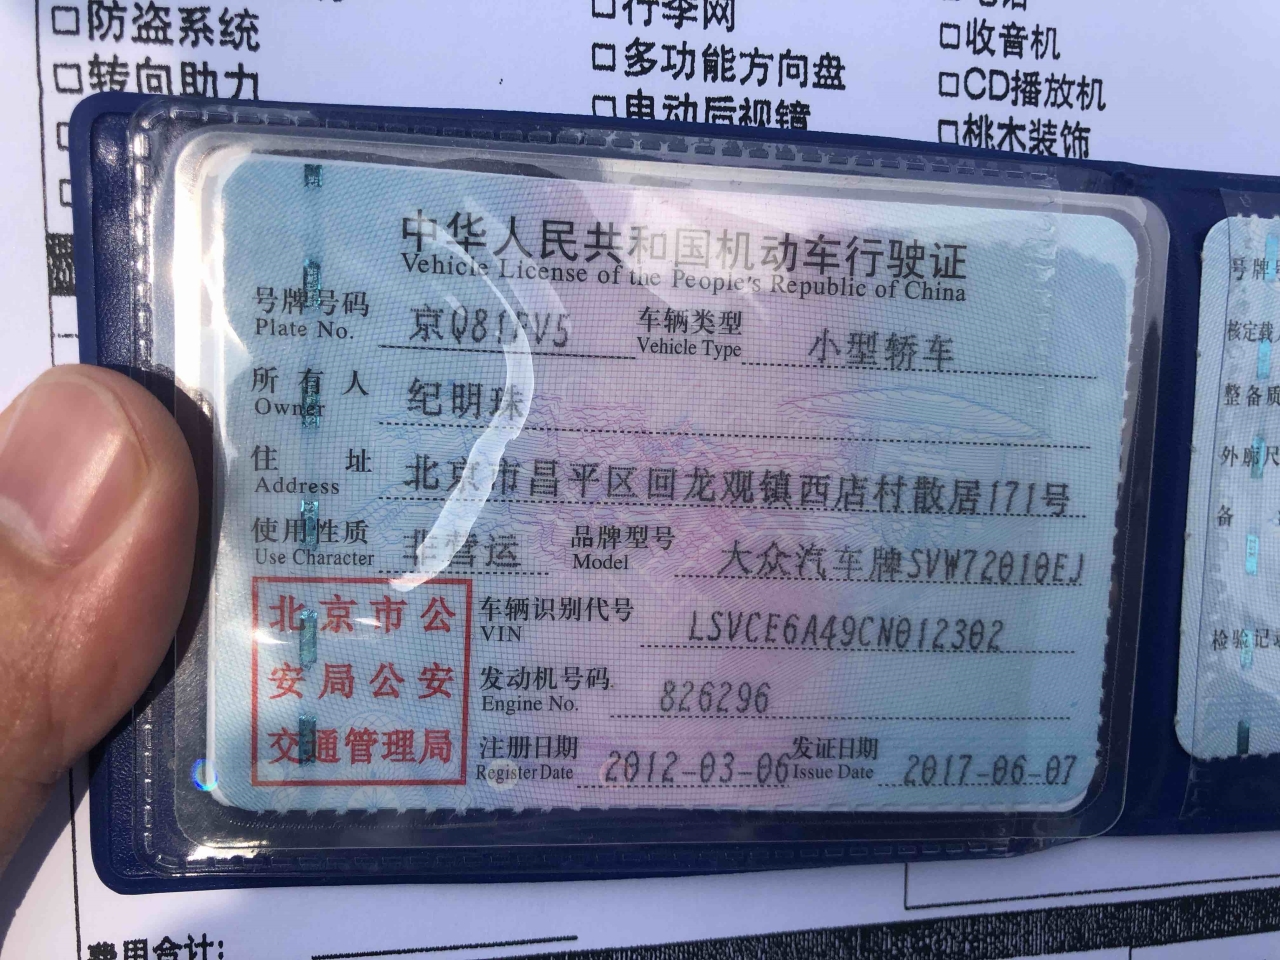 □防盗系统
□行李网
□收音机
□转向助力
□多功能方向盘
□CD播放机
□电动后视镜
□桃木装饰
中华人民共和国机动车行驶证
Vehicle License of the People's Republic of China
号牌号码 京Q81FV5 车辆类型 小型轿车
Plate No. Vehicle Type
所有人 纪明珠
Owner
住址 北京市昌平区回龙观镇西店村散居171号
Address
使用性质 非营运 品牌型号 大众汽车牌SVW72010EJ
Use Character Model
北京市公
安局公安
交通管理局
车辆识别代号 LSVCE6A49CN012302
VIN
发动机号码 826296
Engine No.
注册日期 2012-03-06 发证日期 2017-06-07
Register Date Issue Date
号牌
核定载
整备质
外廓尺
备
检验记
费用合计: